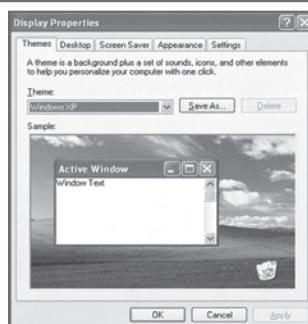 Display Properties
Themes Desktop Screen Saver Appearance Settings
A theme is a background plus a set of sounds, icons, and other elements
to help you personalize your computer with one click.
Theme:
Windows XP Save As... Delete
Sample:
Active Window
Window Text
OK Cancel Apply